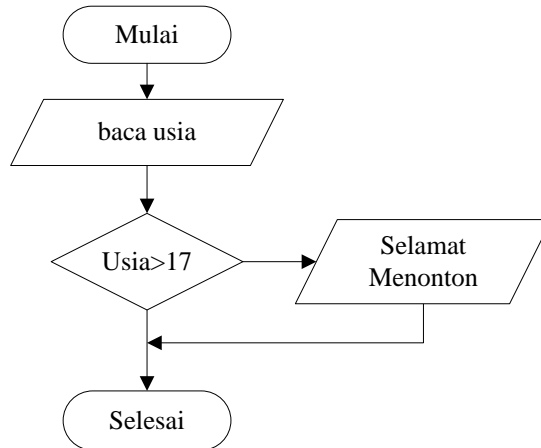 Mulai
baca usia
Usia>17
Selamat
Menonton
Selesai